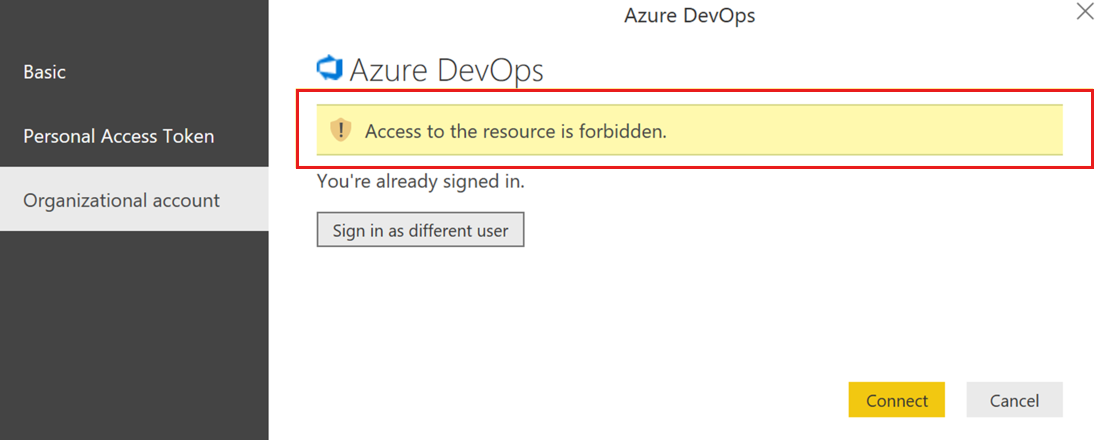 Azure DevOps
Basic
Personal Access Token
Organizational account
Azure DevOps
Access to the resource is forbidden.
You're already signed in.
Sign in as different user
Connect
Cancel